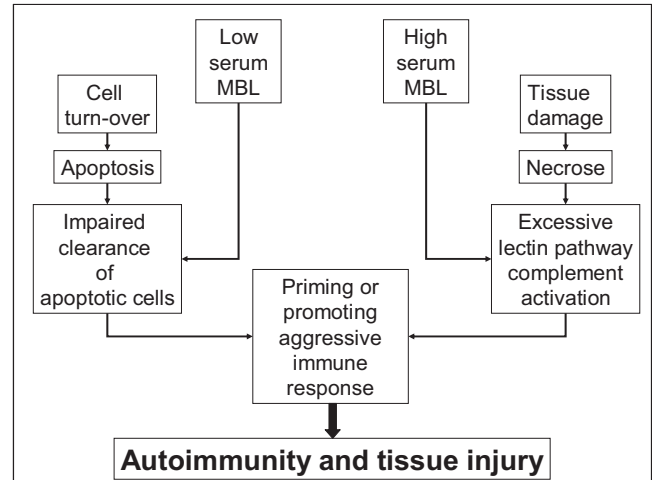 Low
serum
MBL
High
serum
MBL
Cell
turn-over
Tissue
damage
Apoptosis
Necrose
Impaired
clearance
of
apoptotic cells
Excessive
lectin pathway
complement
activation
Priming or
promoting
aggressive
immune
response
Autoimmunity and tissue injury